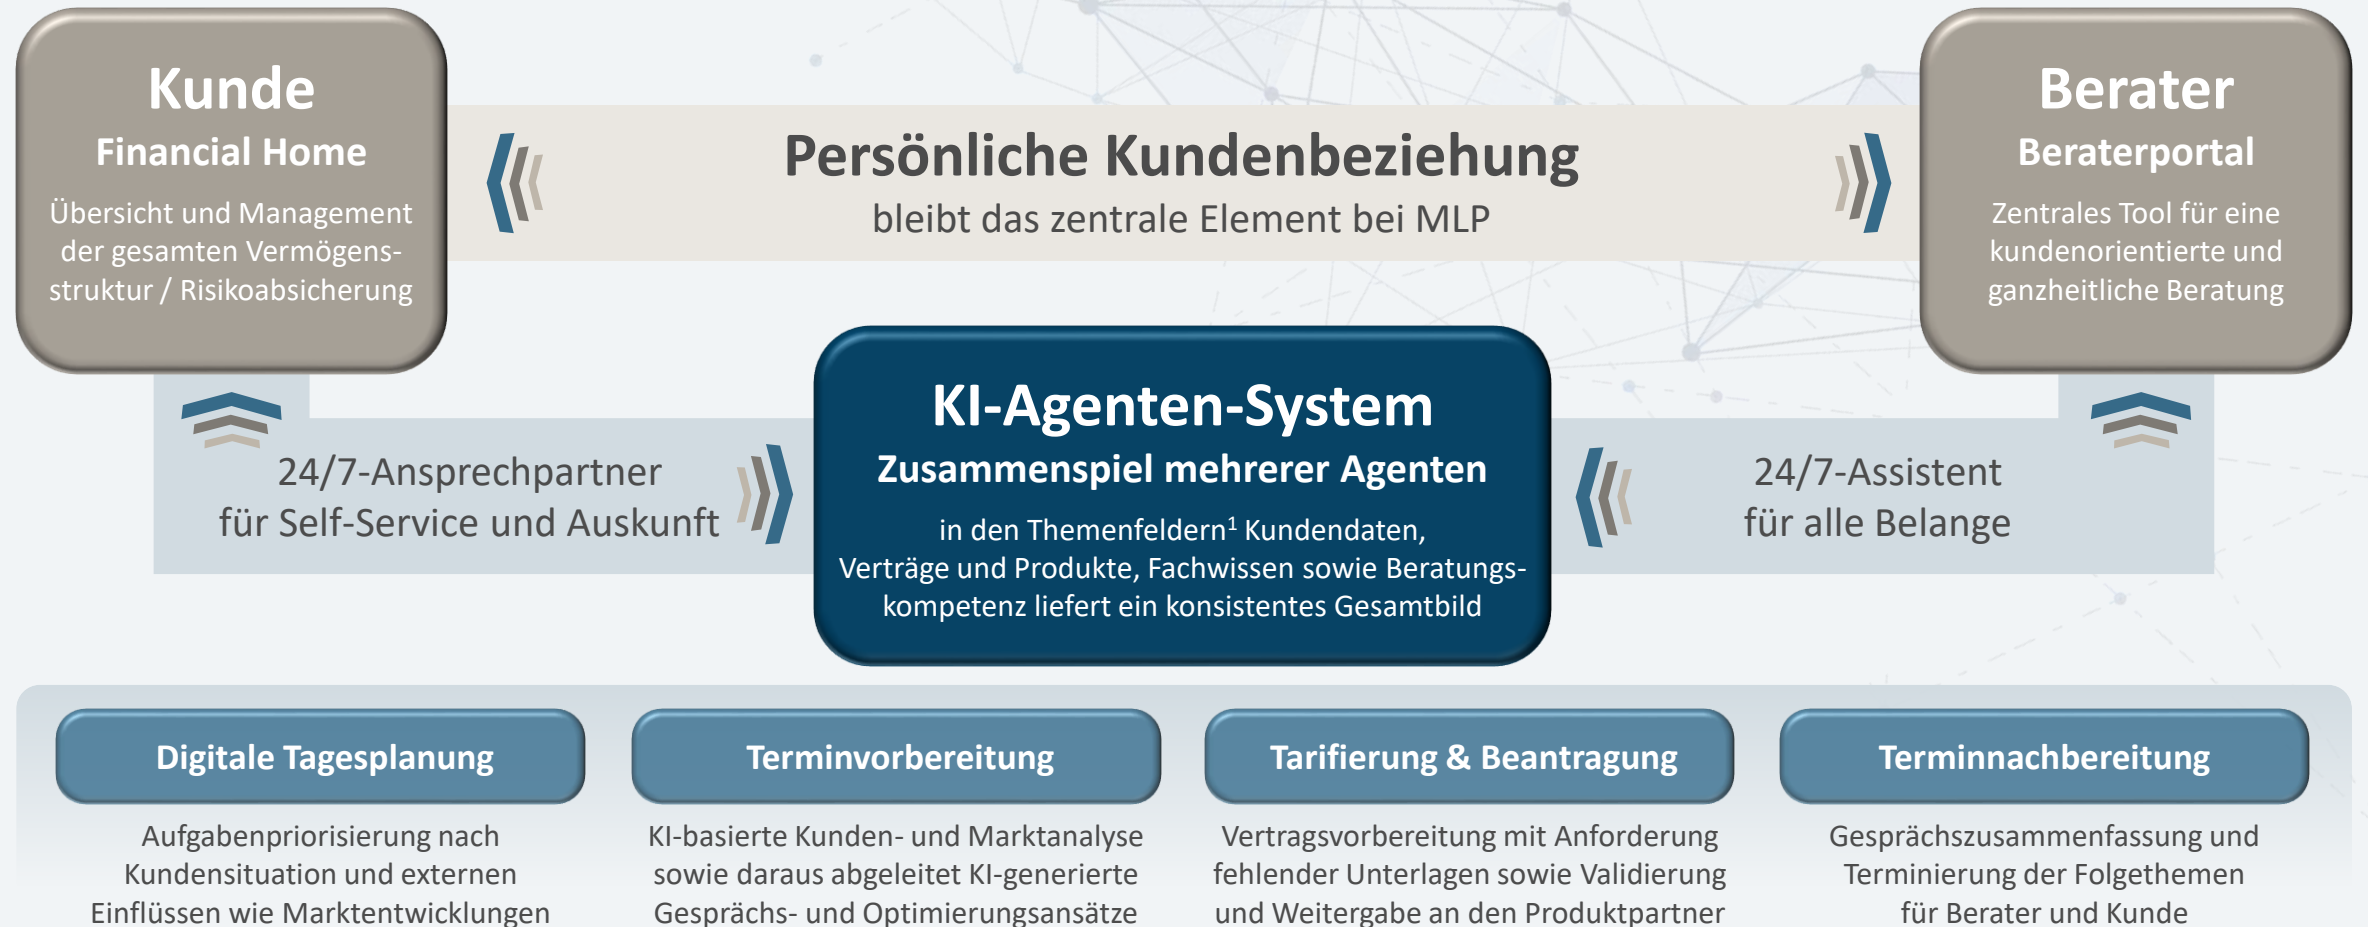 Kunde
Financial Home
Übersicht und Management
der gesamten Vermögens-
struktur / Risikoabsicherung
Persönliche Kundenbeziehung
bleibt das zentrale Element bei MLP
Berater
Beraterportal
Zentrales Tool für eine
kundenorientierte und
ganzheitliche Beratung
24/7-Ansprechpartner
für Self-Service und Auskunft
KI-Agenten-System
Zusammenspiel mehrerer Agenten
in den Themenfeldern¹ Kundendaten,
Verträge und Produkte, Fachwissen sowie Beratungs-
kompetenz liefert ein konsistentes Gesamtbild
24/7-Assistent
für alle Belange
Digitale Tagesplanung
Aufgabenpriorisierung nach
Kundensituation und externen
Einflüssen wie Marktentwicklungen
Terminvorbereitung
KI-basierte Kunden- und Marktanalyse
sowie daraus abgeleitet KI-generierte
Gesprächs- und Optimierungsansätze
Tarifierung & Beantragung
Vertragsvorbereitung mit Anforderung
fehlender Unterlagen sowie Validierung
und Weitergabe an den Produktpartner
Terminnachbereitung
Gesprächszusammenfassung und
Terminierung der Folgethemen
für Berater und Kunde